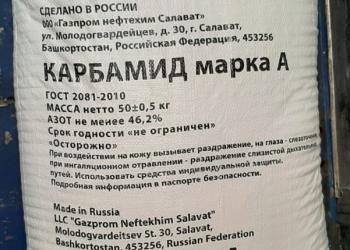 СДЕЛАНО В РОССИИ
ООО «Газпром нефтехим Салават»
ул. Молодогвардейцев, д. 30, г. Салават,
Башкортостан, Российская Федерация, 453256
КАРБАМИД марка А
ГОСТ 2081-2010
МАССА нетто 50±0,5 кг
АЗОТ не менее 46,2%
Срок годности «не ограничен»
«Осторожно»
При воздействии на кожу вызывает раздражение, на глаза -
при ингаляционном отравлении - раздражение слизистой дыхательных
путей. Использовать средства индивидуальной защиты.
Подробная информация в паспорте безопасности.
Made in Russia
LLC "Gazprom Neftekhim Salavat"
Molodogvardeitsev St. 30, Salavat,
Bashkortostan, 453256, Russian Federation